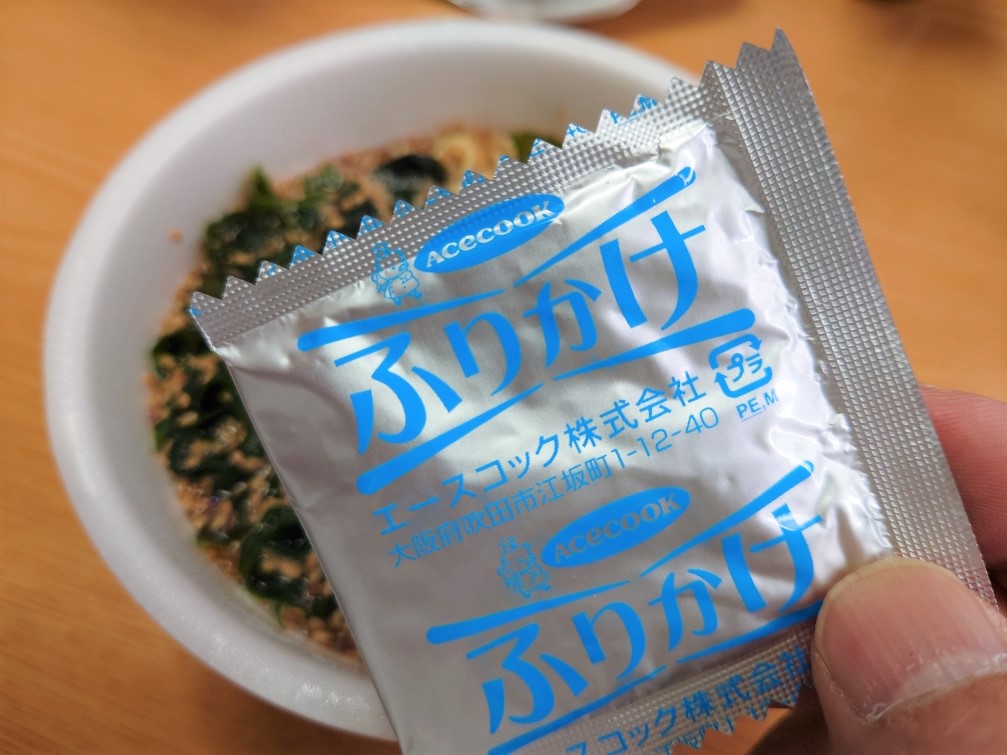 PE,M
ACECOOK
ふりかけ
プラ
PE,M
エースコック株式会社
大阪府吹田市江坂町1-12-40
ACECOOK
ふりかけ
スコック株式会社